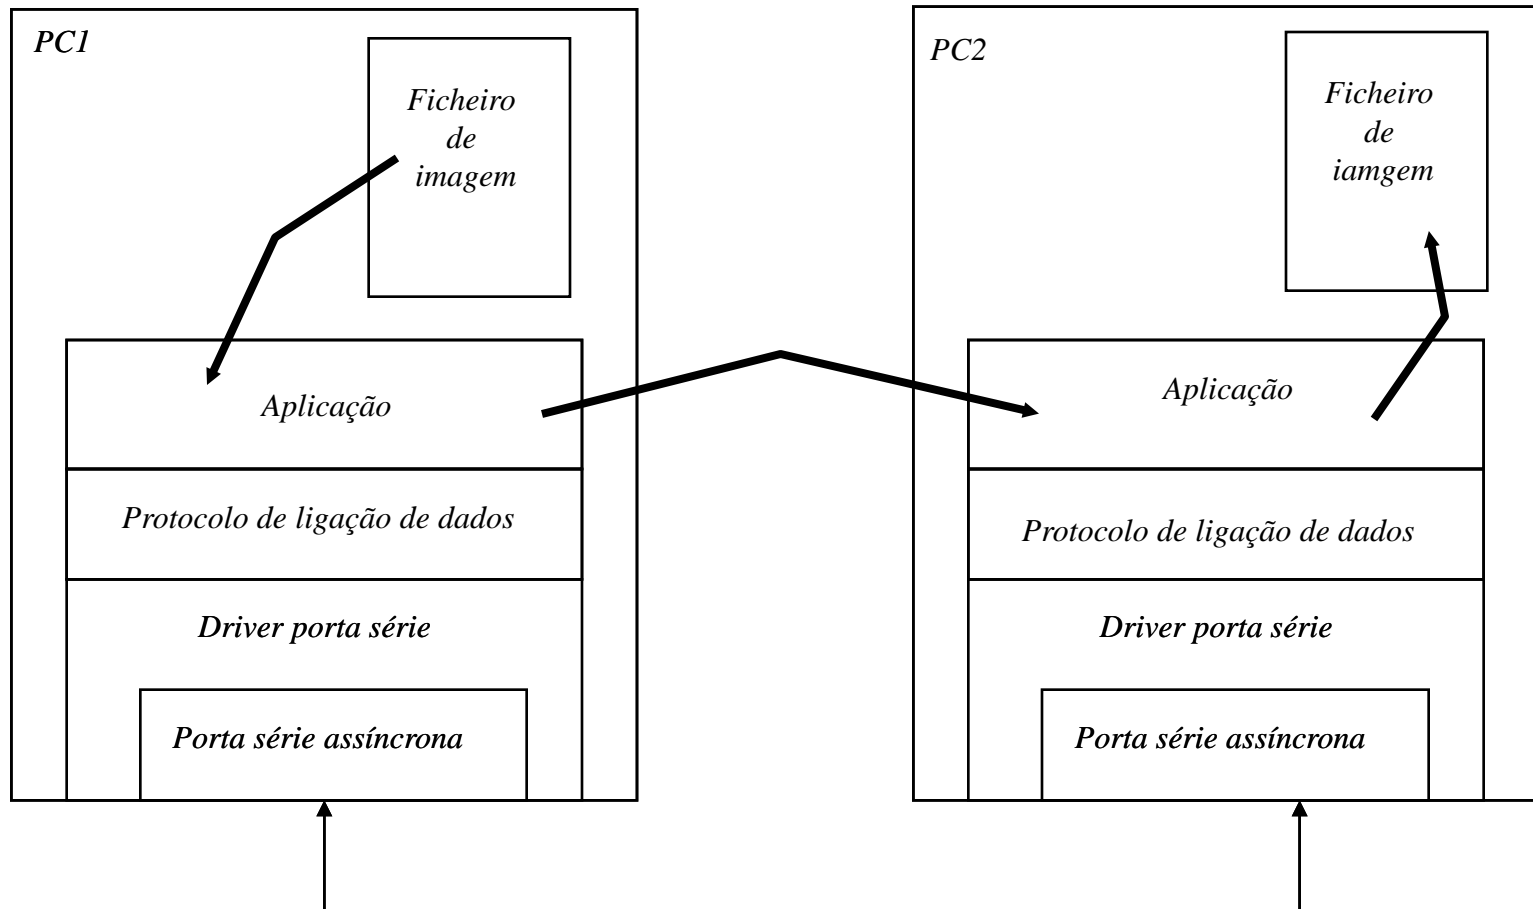 PC1
Ficheiro
de
imagem
Aplicação
Protocolo de ligação de dados
Driver porta série
Porta série assíncrona
PC2
Ficheiro
de
iamgem
Aplicação
Protocolo de ligação de dados
Driver porta série
Porta série assíncrona